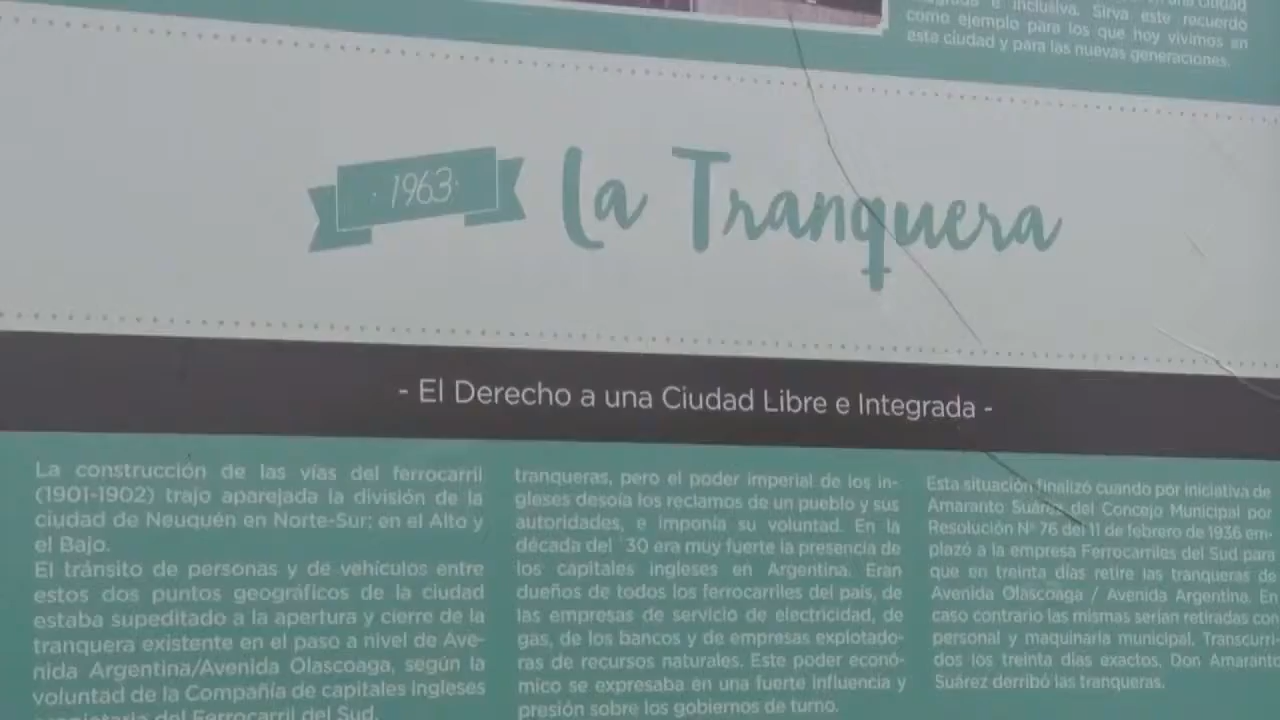 e inclusiva. Sirva este recuerdo
como ejemplo para los que hoy vivimos en
esta ciudad y para las nuevas generaciones.
1963
La Tranquera
- El Derecho a una Ciudad Libre e Integrada -
La construcción de las vías del ferrocarril
(1901-1902) trajo aparejada la división de la
ciudad de Neuquén en Norte-Sur; en el Alto y
el Bajo.
El tránsito de personas y de vehículos entre
estos dos puntos geográficos de la ciudad
estaba supeditado a la apertura y cierre de la
tranquera existente en el paso a nivel de Ave-
nida Argentina/Avenida Olascoaga, según la
voluntad de la Compañía de capitales ingleses
del Ferrocarril del Sud.
tranqueras, pero el poder imperial de los in-
gleses desoía los reclamos de un pueblo y sus
autoridades, e imponía su voluntad. En la
década del ´30 era muy fuerte la presencia de
los capitales ingleses en Argentina. Eran
dueños de todos los ferrocarriles del país, de
las empresas de servicio de electricidad, de
gas, de los bancos y de empresas explotado-
ras de recursos naturales. Este poder econó-
mico se expresaba en una fuerte influencia y
presión sobre los gobiernos de turno.
Esta situación finalizó cuando por iniciativa de
Amaranto Suárez del Concejo Municipal por
Resolución Nº 76 del 11 de febrero de 1936 em-
plazó a la empresa Ferrocarriles del Sud para
que en treinta días retire las tranqueras de
Avenida Olascoaga / Avenida Argentina. En
caso contrario las mismas serían retiradas con
personal y maquinaria municipal. Transcurri-
dos los treinta días exactos, Don Amaranto
Suárez derribó las tranqueras.